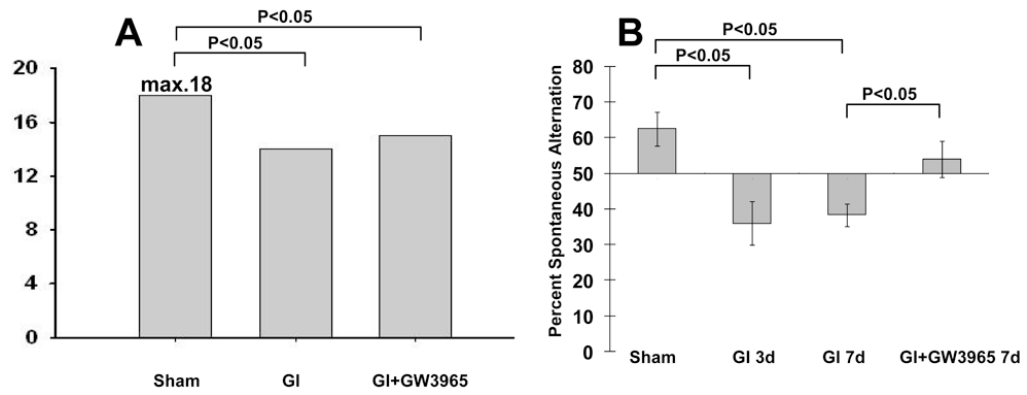 A
P<0.05
P<0.05
max.18
20
16
12
8
4
0
Sham
GI
GI+GW3965
B
P<0.05
P<0.05
P<0.05
Percent Spontaneous Alternation
80
70
60
50
40
30
20
10
0
Sham
GI 3d
GI 7d
GI+GW3965 7d